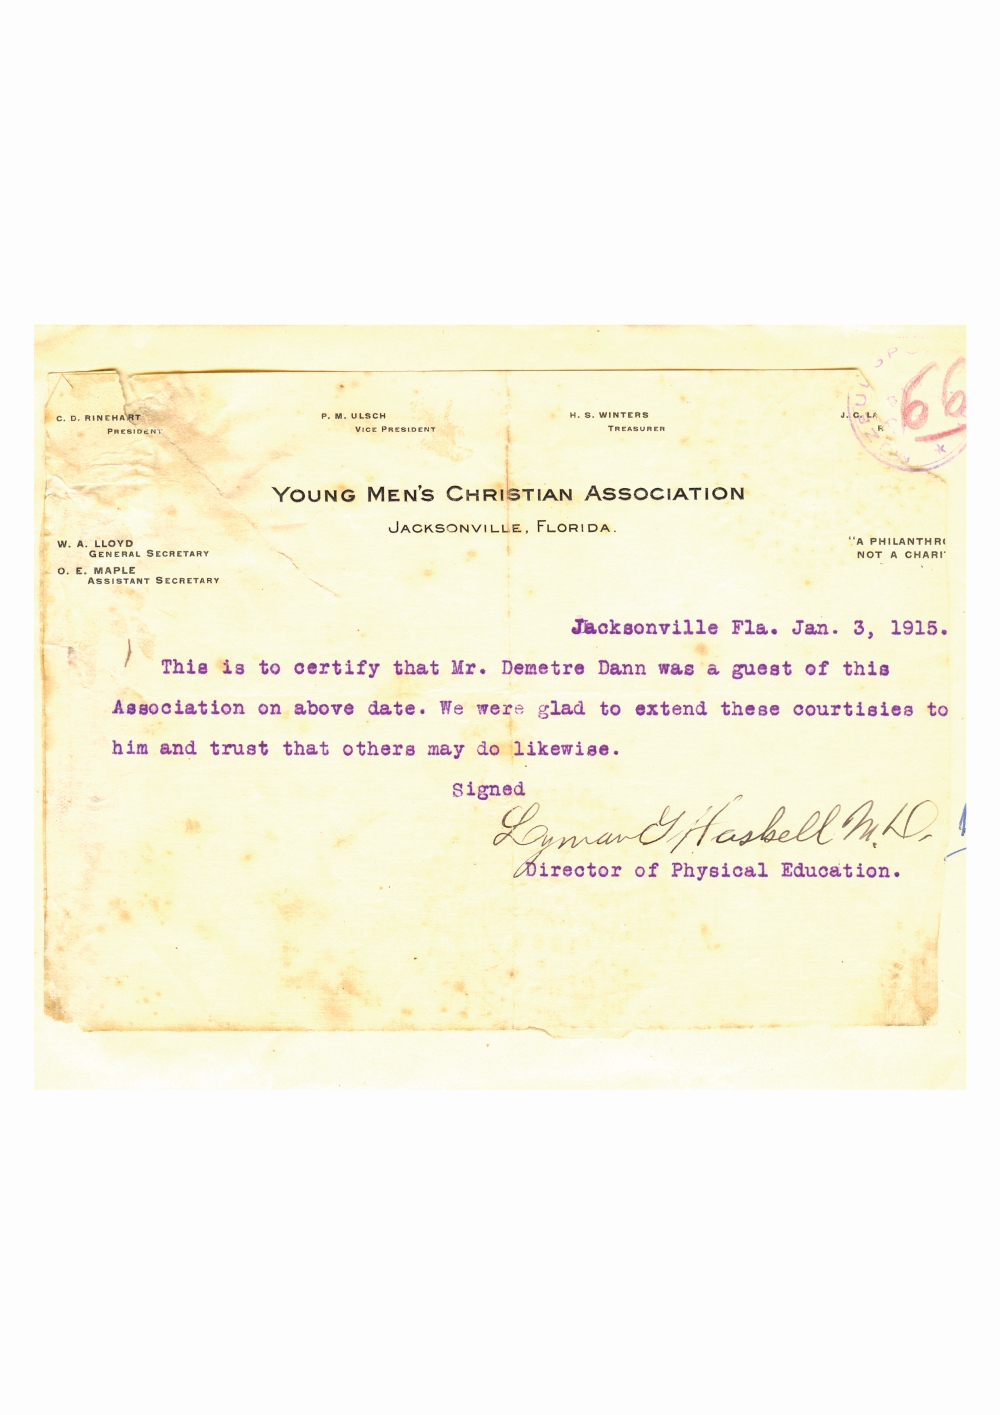 C. D. RINEHART
PRESIDENT
P. M. ULSCH
VICE PRESIDENT
H. S. WINTERS
TREASURER
J. C. LA
R
66
YOUNG MEN'S CHRISTIAN ASSOCIATION
JACKSONVILLE, FLORIDA.
W. A. LLOYD
GENERAL SECRETARY
O. E. MAPLE
ASSISTANT SECRETARY
"A PHILANTHRO
NOT A CHARI
Jacksonville Fla. Jan. 3, 1915.
This is to certify that Mr. Demetre Dann was a guest of this
Association on above date. We were glad to extend these courtisies to
him and trust that others may do likewise.
Signed
Lyman G Haskell M.D.
Director of Physical Education.